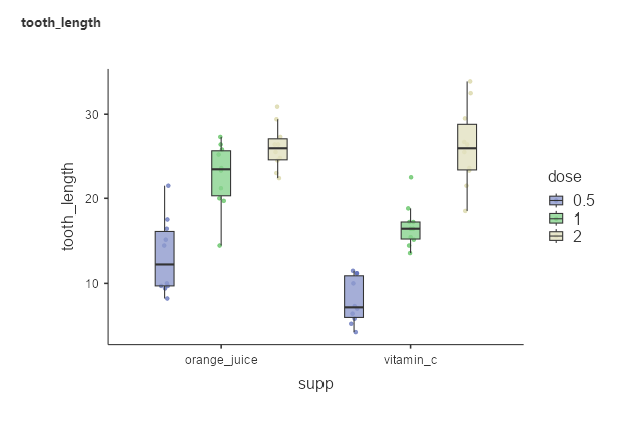 tooth_length
30
20
10
tooth_length
orange_juice
vitamin_c
supp
dose
0.5
1
2